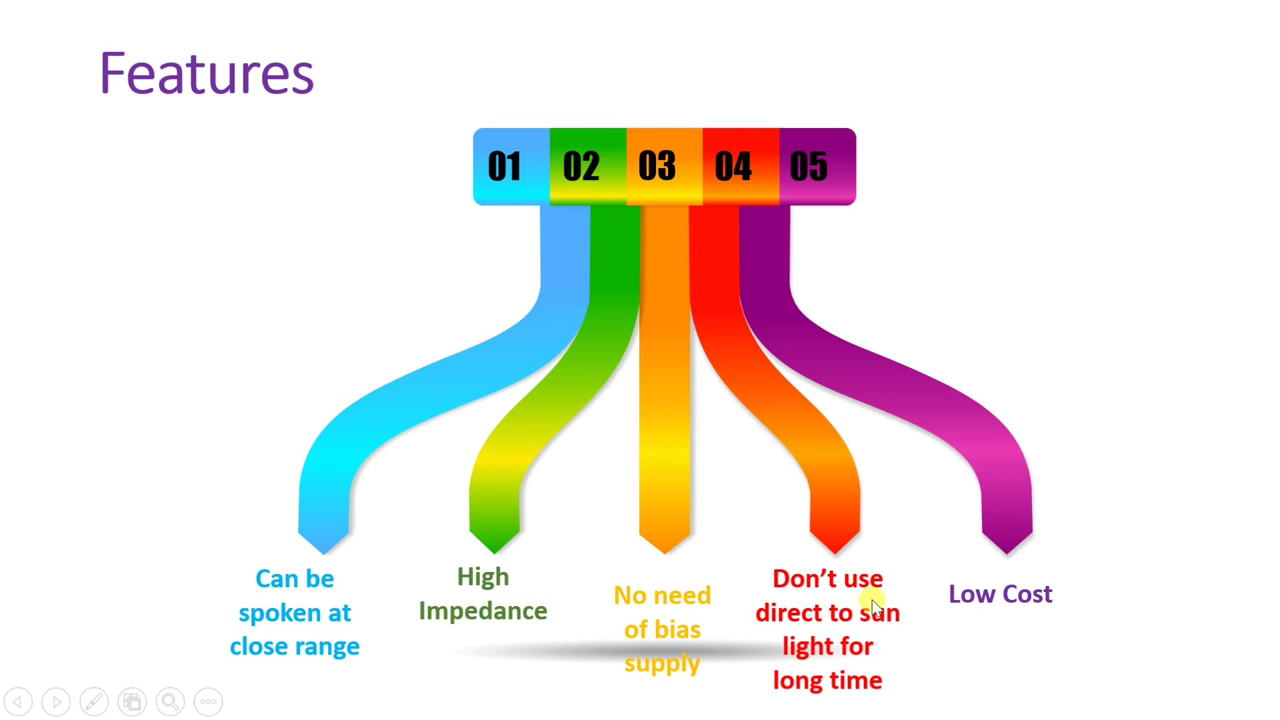 Features
01 02 03 04 05
Can be
spoken at
close range
High
Impedance
No need
of bias
supply
Don’t use
direct to sun
light for
long time
Low Cost